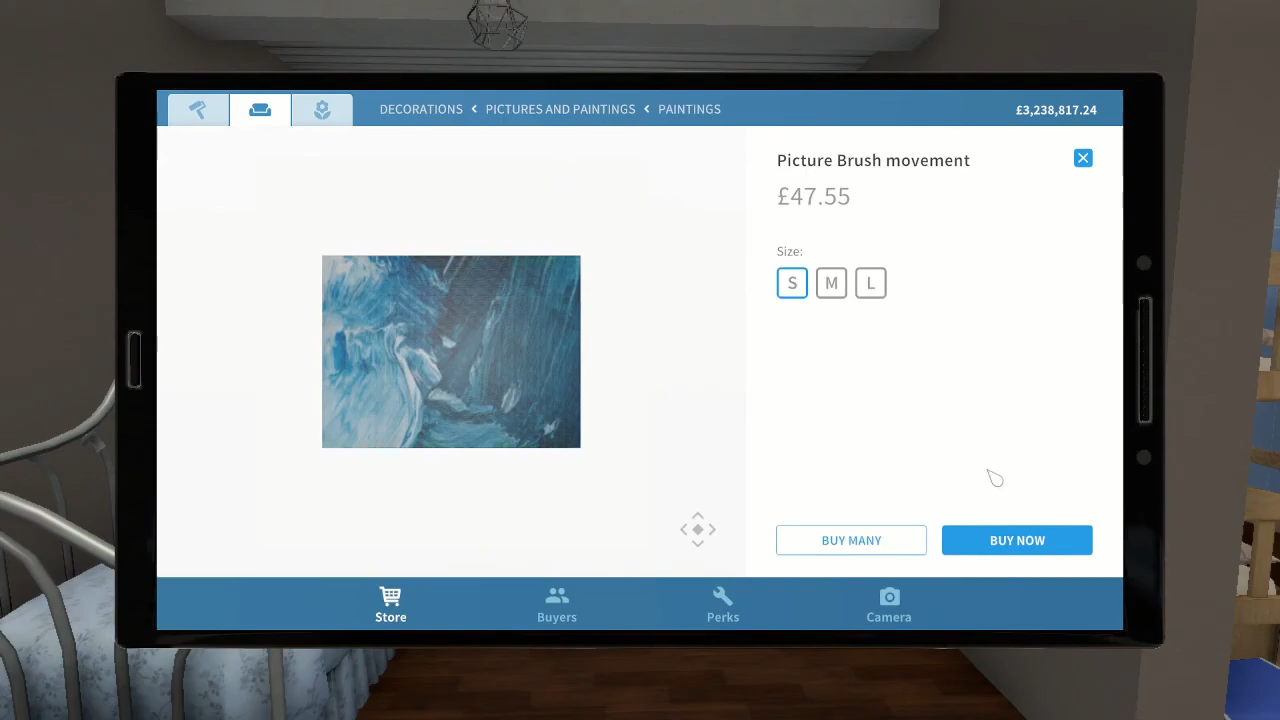 DECORATIONS < PICTURES AND PAINTINGS < PAINTINGS
£3,238,817.24
Picture Brush movement
£47.55
Size:
S M L
BUY MANY BUY NOW
Store Buyers Perks Camera